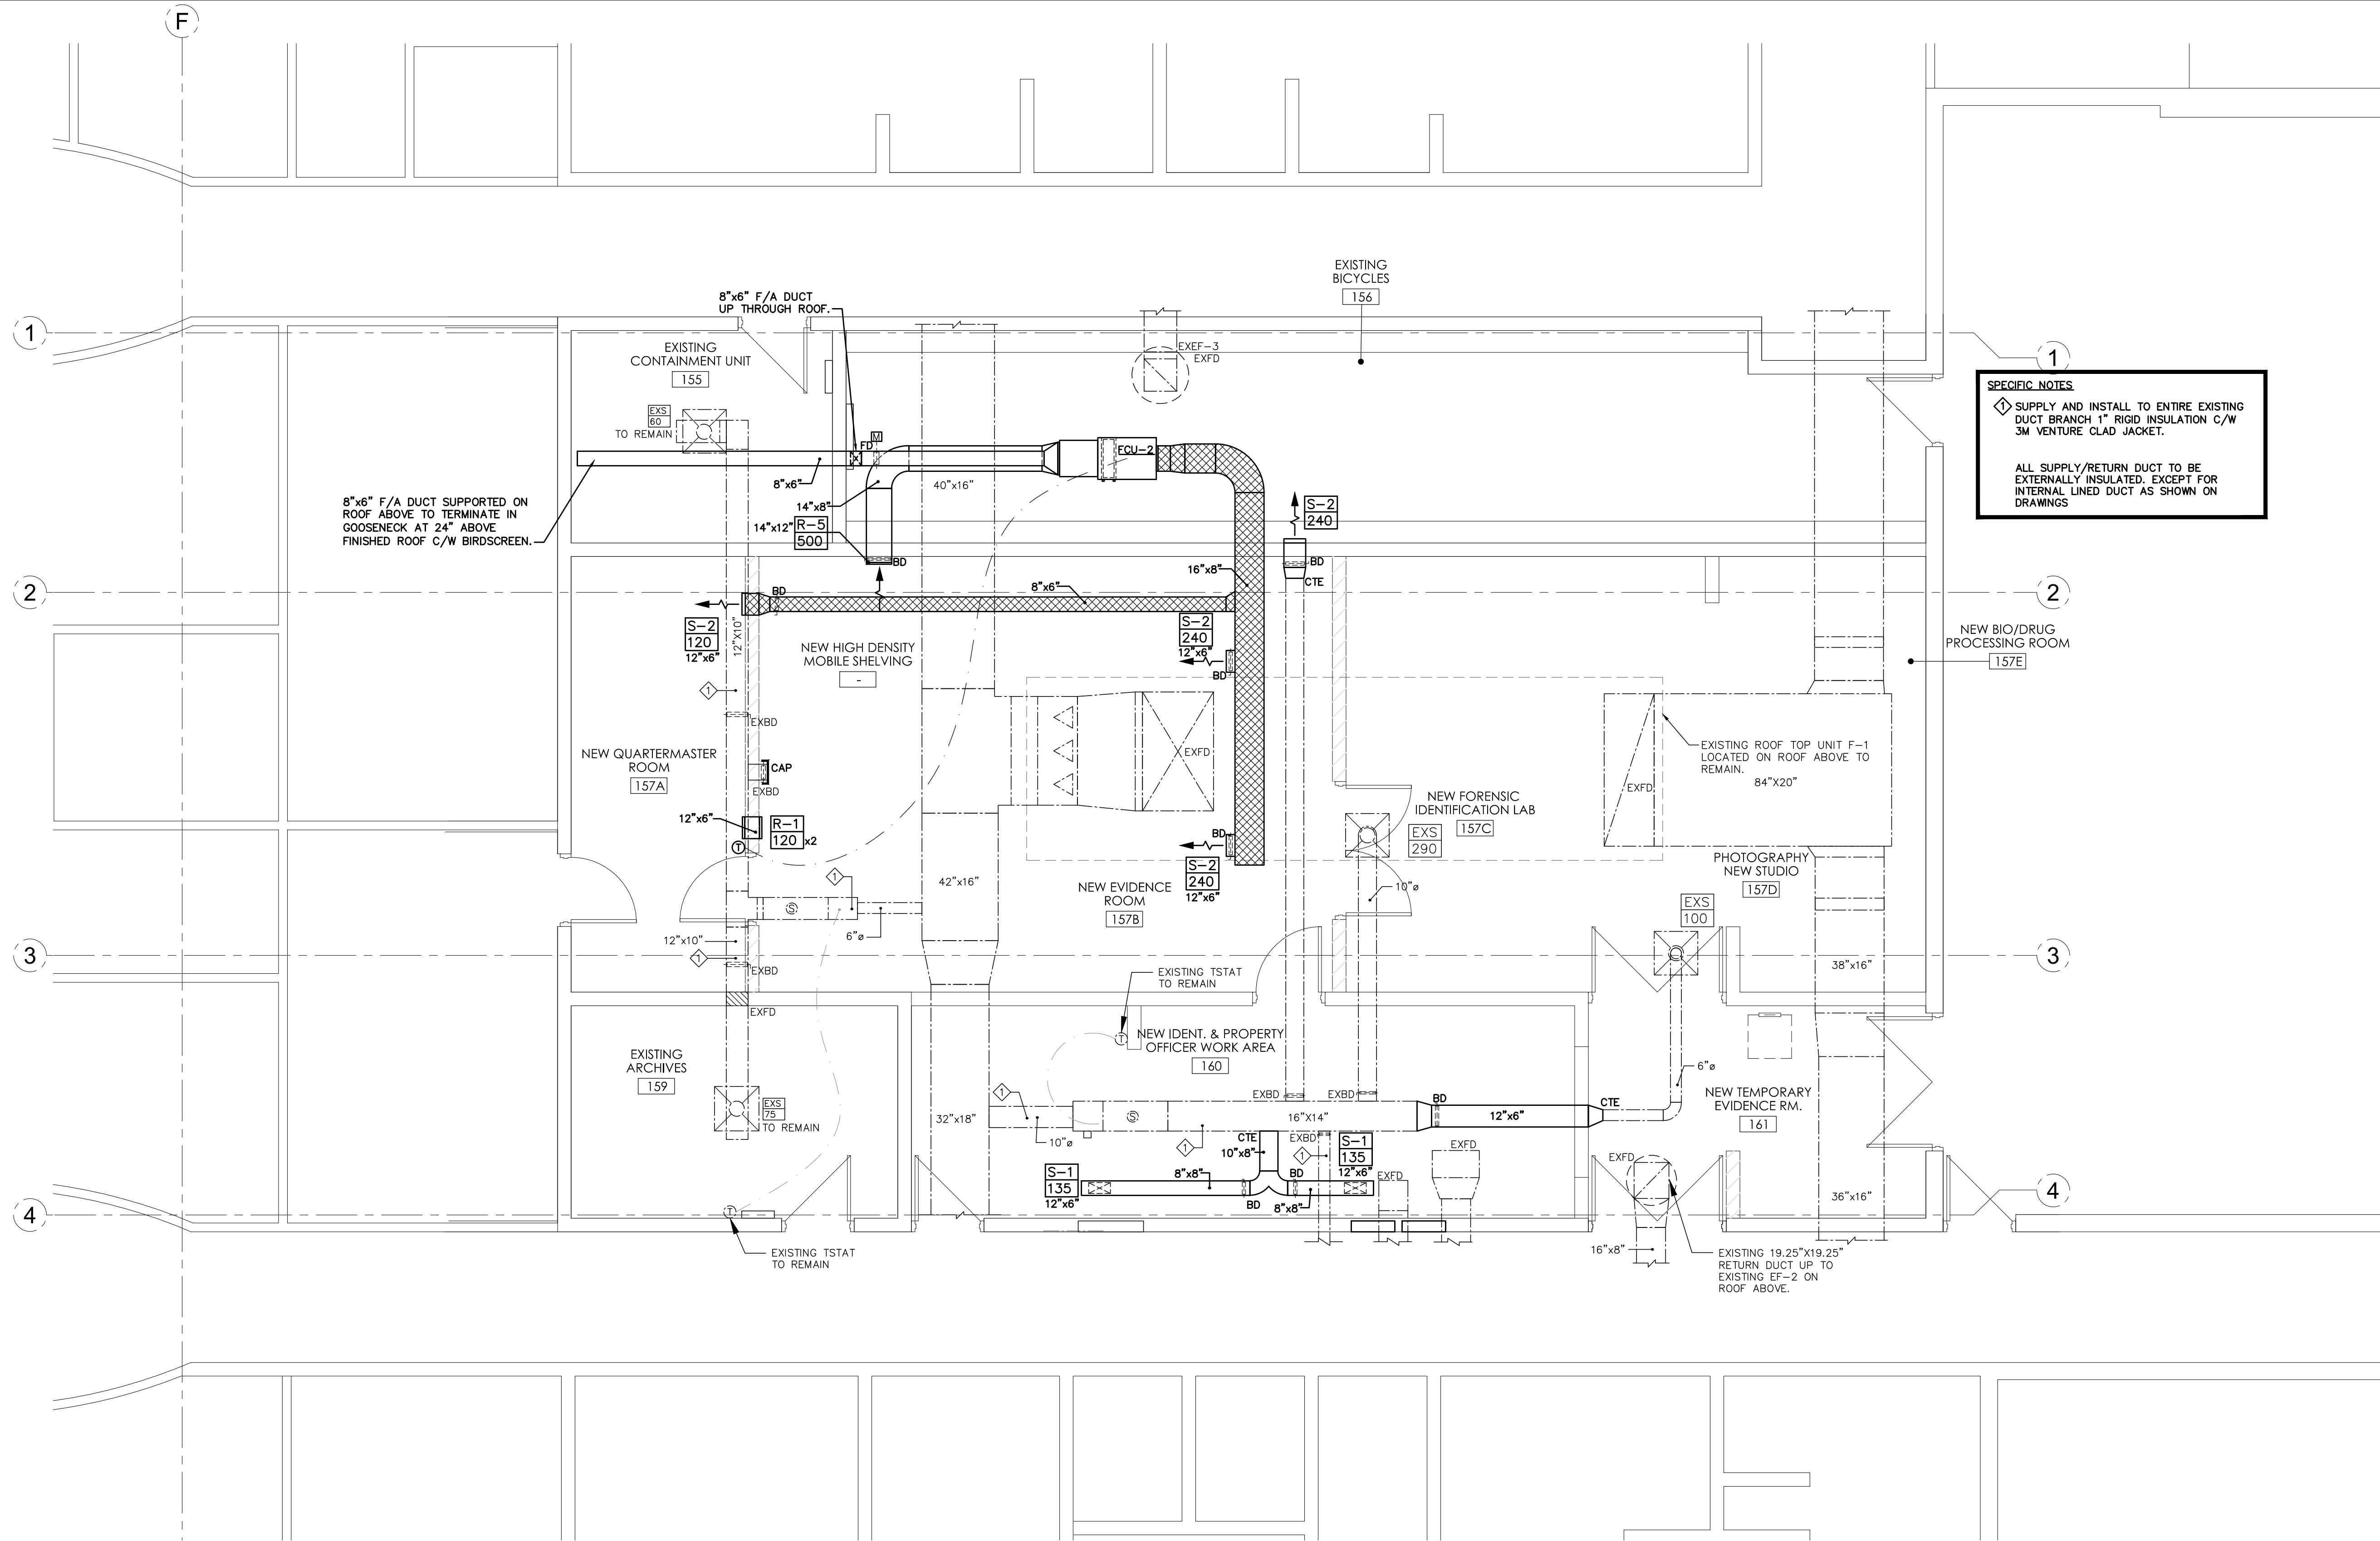 F
EXISTING
BICYCLES
156
8"x6" F/A DUCT
UP THROUGH ROOF.
1
1
EXISTING
CONTAINMENT UNIT
155
EXEF-3
EXFD
SPECIFIC NOTES
1 SUPPLY AND INSTALL TO ENTIRE EXISTING
DUCT BRANCH 1" RIGID INSULATION C/W
3M VENTURE CLAD JACKET.
ALL SUPPLY/RETURN DUCT TO BE
EXTERNALLY INSULATED. EXCEPT FOR
INTERNAL LINED DUCT AS SHOWN ON
DRAWINGS
EXS
60
TO REMAIN
M
FD
FCU-2
8"x6"
40"x16"
8"x6" F/A DUCT SUPPORTED ON
ROOF ABOVE TO TERMINATE IN
GOOSENECK AT 24" ABOVE
FINISHED ROOF C/W BIRDSCREEN.
14"x8"
14"x12"
R-5
500
BD
S-2
240
BD
CTE
16"x8"
2
BD
8"x6"
2
S-2
120
12"x6"
12"X10"
S-2
240
12"x6"
BD
NEW HIGH DENSITY
MOBILE SHELVING
-
NEW BIO/DRUG
PROCESSING ROOM
157E
1
EXBD
NEW QUARTERMASTER
ROOM
157A
CAP
EXBD
EXFD
EXISTING ROOF TOP UNIT F-1
LOCATED ON ROOF ABOVE TO
REMAIN.
84"X20"
EXFD
12"x6"
R-1
120 x2
T
NEW FORENSIC
IDENTIFICATION LAB
157C
EXS
290
BD
S-2
240
12"x6"
PHOTOGRAPHY
NEW STUDIO
157D
1
42"x16"
NEW EVIDENCE
ROOM
157B
10"ø
EXS
100
S
6"ø
12"x10"
3
1
EXBD
EXISTING TSTAT
TO REMAIN
38"x16"
3
EXFD
T
NEW IDENT. & PROPERTY
OFFICER WORK AREA
160
EXISTING
ARCHIVES
159
EXS
75
TO REMAIN
6"ø
NEW TEMPORARY
EVIDENCE RM.
161
1
EXBD
EXBD
32"x18"
S
16"X14"
BD
12"x6"
CTE
10"ø
1
CTE
10"x8"
EXBD
1
S-1
135
12"x6"
EXFD
EXFD
EXFD
S-1
135
12"x6"
8"x8"
BD
BD
8"x8"
36"x16"
4
T
4
EXISTING TSTAT
TO REMAIN
16"x8"
EXISTING 19.25"X19.25"
RETURN DUCT UP TO
EXISTING EF-2 ON
ROOF ABOVE.